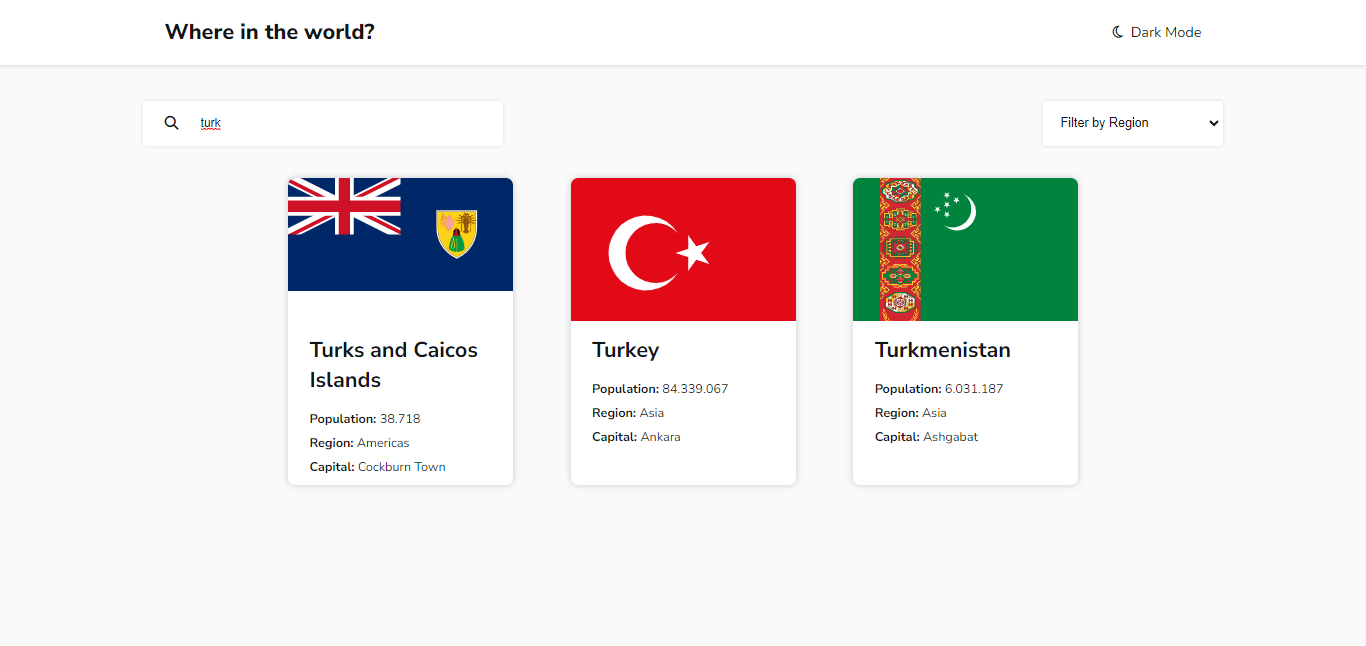 Where in the world?
Dark Mode
turk
Filter by Region
Turks and Caicos
Islands
Population: 38.718
Region: Americas
Capital: Cockburn Town
Turkey
Population: 84.339.067
Region: Asia
Capital: Ankara
Turkmenistan
Population: 6.031.187
Region: Asia
Capital: Ashgabat